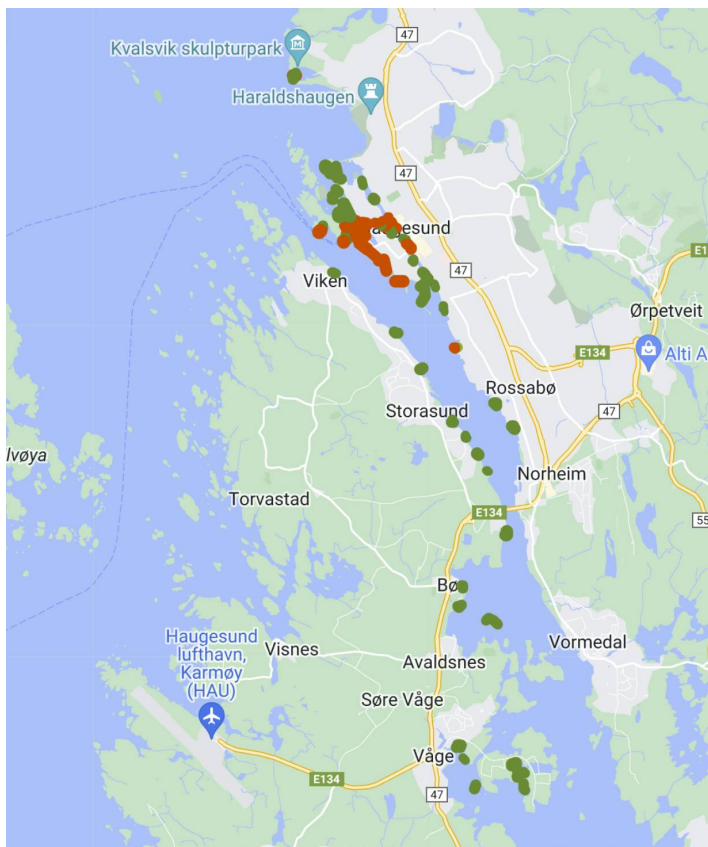 47
Kvalsvik skulpturpark
Haraldshaugen
47
E1
47
Viken
Ørpetveit
E134
Alti A
Rossabø
Storasund
47
lvøya
Norheim
Torvastad
E134
55
Bø
Haugesund
lufthavn,
Karmøy
(HAU)
Visnes
Vormedal
Avaldsnes
Søre Våge
Våge
E134
47